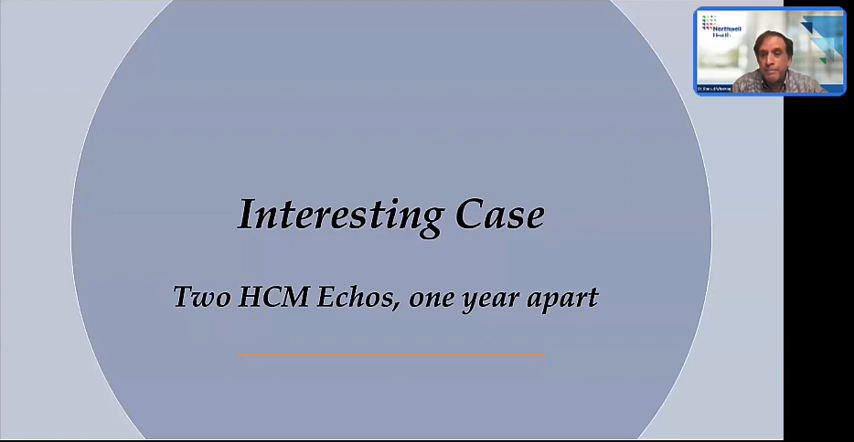 Interesting Case
Two HCM Echos, one year apart
Northwell
Health